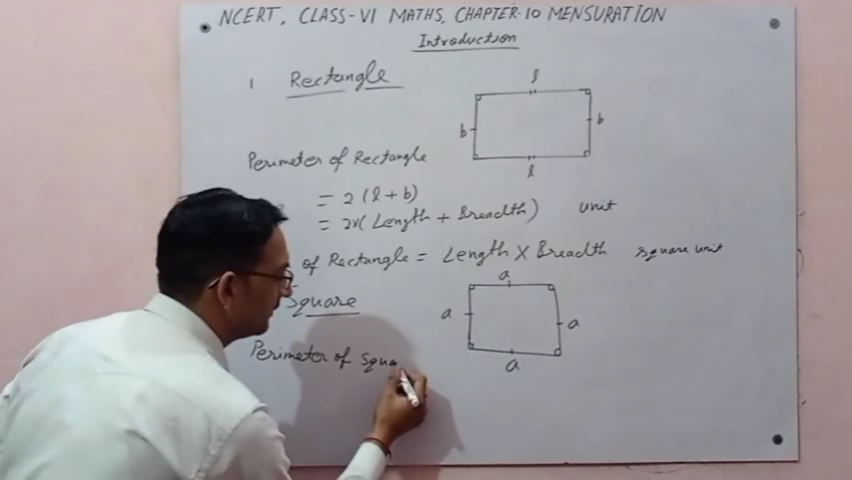 NCERT, CLASS-VI MATHS, CHAPTER-10 MENSURATION
Introduction
1 Rectangle
l
b
b
l
Perimeter of Rectangle
= 2 (l + b)
= 2x( Length + Breadth) unit
of Rectangle = Length X Breadth square unit
Square
a
a
a
a
Perimeter of Squa